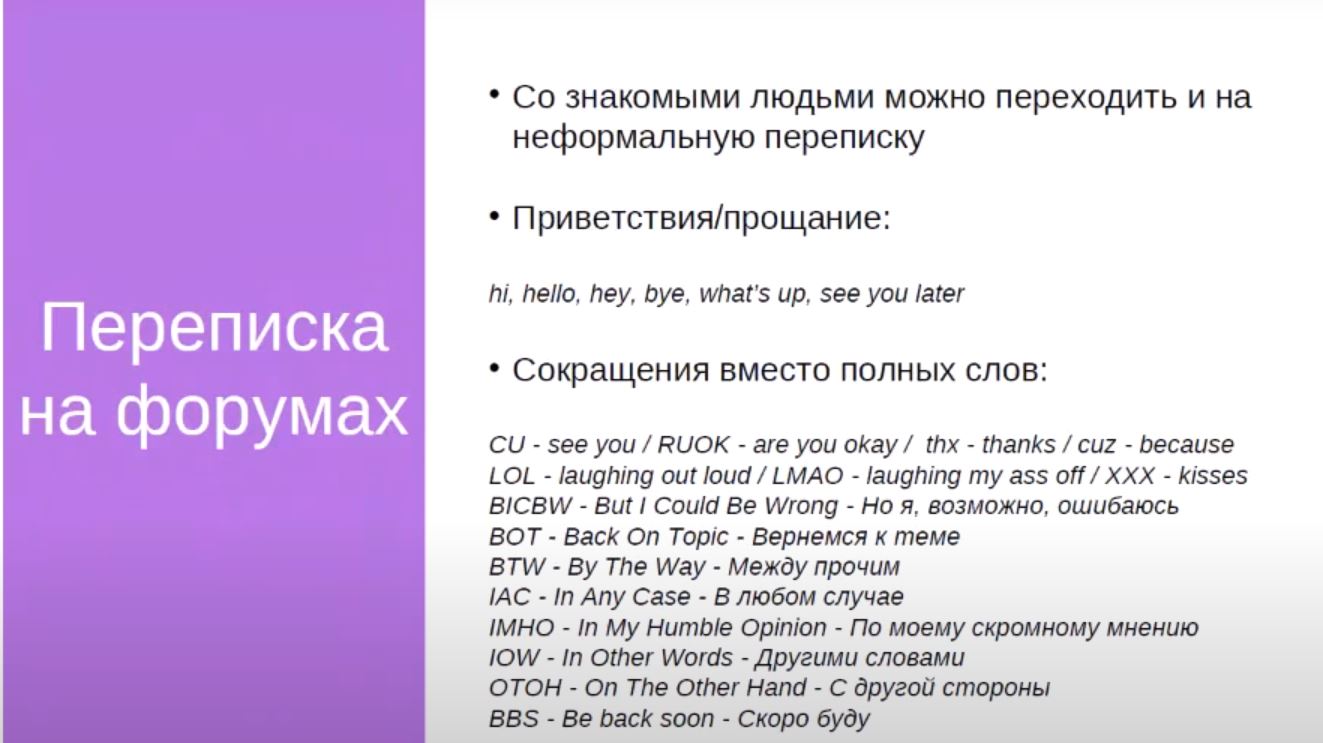 Переписка
на форумах
• Со знакомыми людьми можно переходить и на
неформальную переписку
• Приветствия/прощание:
hi, hello, hey, bye, what's up, see you later
• Сокращения вместо полных слов:
CU - see you / RUOK - are you okay /  thx - thanks / cuz - because
LOL - laughing out loud / LMAO - laughing my ass off / XXX - kisses
BICBW - But I Could Be Wrong - Но я, возможно, ошибаюсь
BOT - Back On Topic - Вернемся к теме
BTW - By The Way - Между прочим
IAC - In Any Case - В любом случае
IMHO - In My Humble Opinion - По моему скромному мнению
IOW - In Other Words - Другими словами
OTOH - On The Other Hand - С другой стороны
BBS - Be back soon - Скоро буду